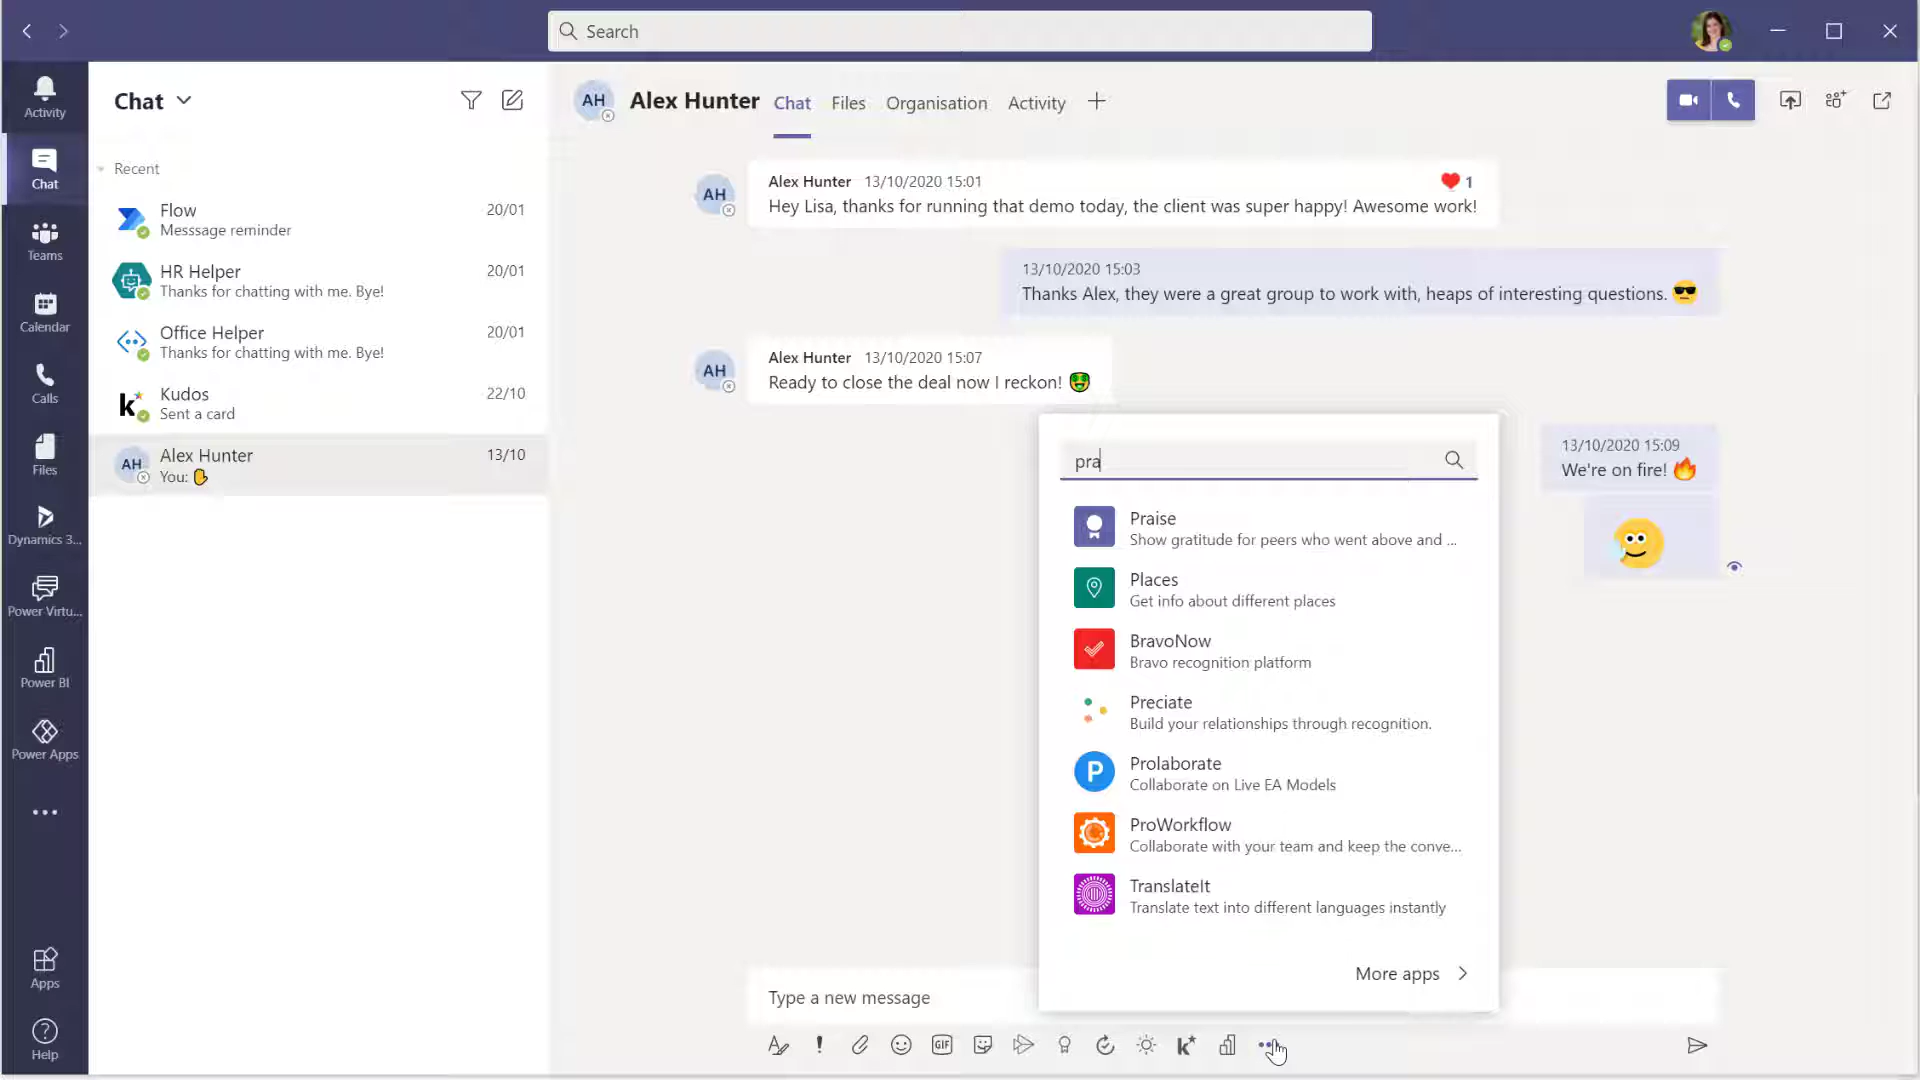 Search
Activity
Chat
Teams
Calendar
Calls
Files
Dynamics 3...
Power Virtu...
Power BI
Power Apps
Apps
Help
Chat
Recent
Flow 20/01
Messsage reminder
HR Helper 20/01
Thanks for chatting with me. Bye!
Office Helper 20/01
Thanks for chatting with me. Bye!
k Kudos 22/10
Sent a card
AH Alex Hunter 13/10
You:
AH Alex Hunter Chat Files Organisation Activity
AH Alex Hunter 13/10/2020 15:01 1
Hey Lisa, thanks for running that demo today, the client was super happy! Awesome work!
13/10/2020 15:03
Thanks Alex, they were a great group to work with, heaps of interesting questions.
AH Alex Hunter 13/10/2020 15:07
Ready to close the deal now I reckon!
13/10/2020 15:09
We're on fire!
pra
Praise
Show gratitude for peers who went above and ...
Places
Get info about different places
BravoNow
Bravo recognition platform
Preciate
Build your relationships through recognition.
P Prolaborate
Collaborate on Live EA Models
ProWorkflow
Collaborate with your team and keep the conve...
TranslateIt
Translate text into different languages instantly
More apps
Type a new message
GIF
k